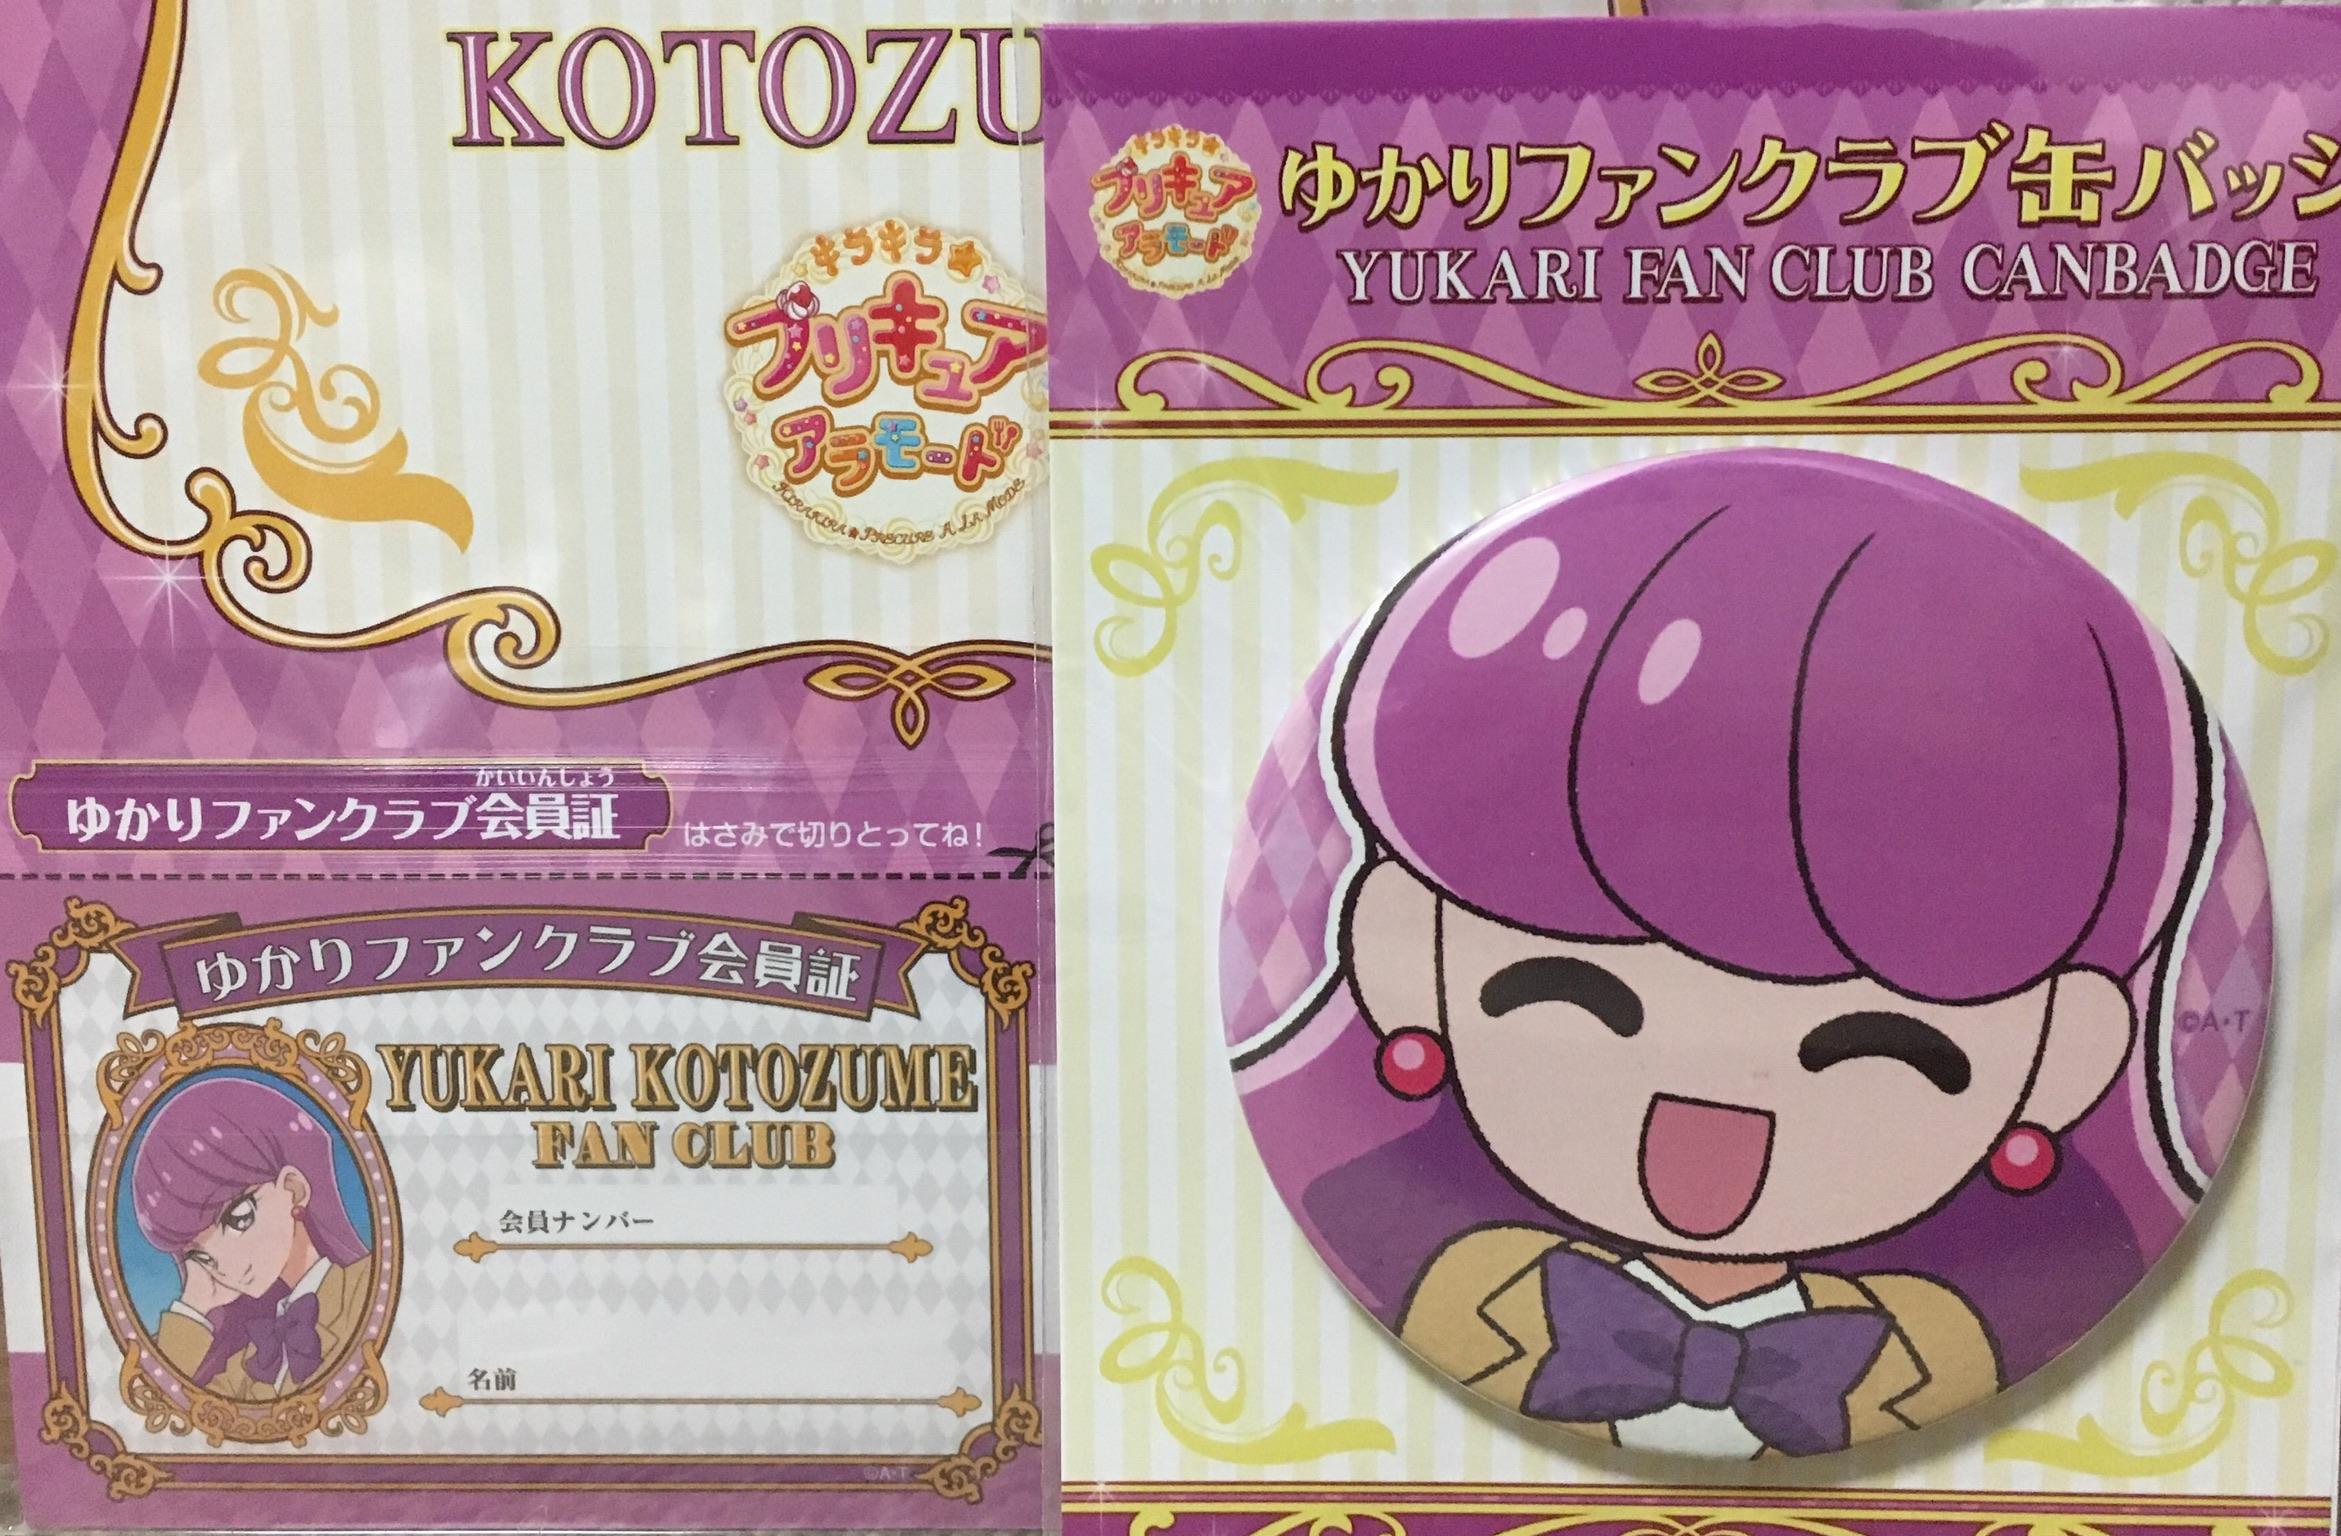 KOTOZU
キラキラ★
プリキュア
アラモード
KIRAKIRA★PRECURE A LA MODE
かいいんしょう
ゆかりファンクラブ会員証
はさみで切りとってね!
ゆかりファンクラブ会員証
YUKARI KOTOZUME
FAN CLUB
会員ナンバー
名前
©A・T
キラキラ★
プリキュア
アラモード
KIRAKIRA★PRECURE A LA MODE
ゆかりファンクラブ缶バッジ
YUKARI FAN CLUB CANBADGE
©A・T